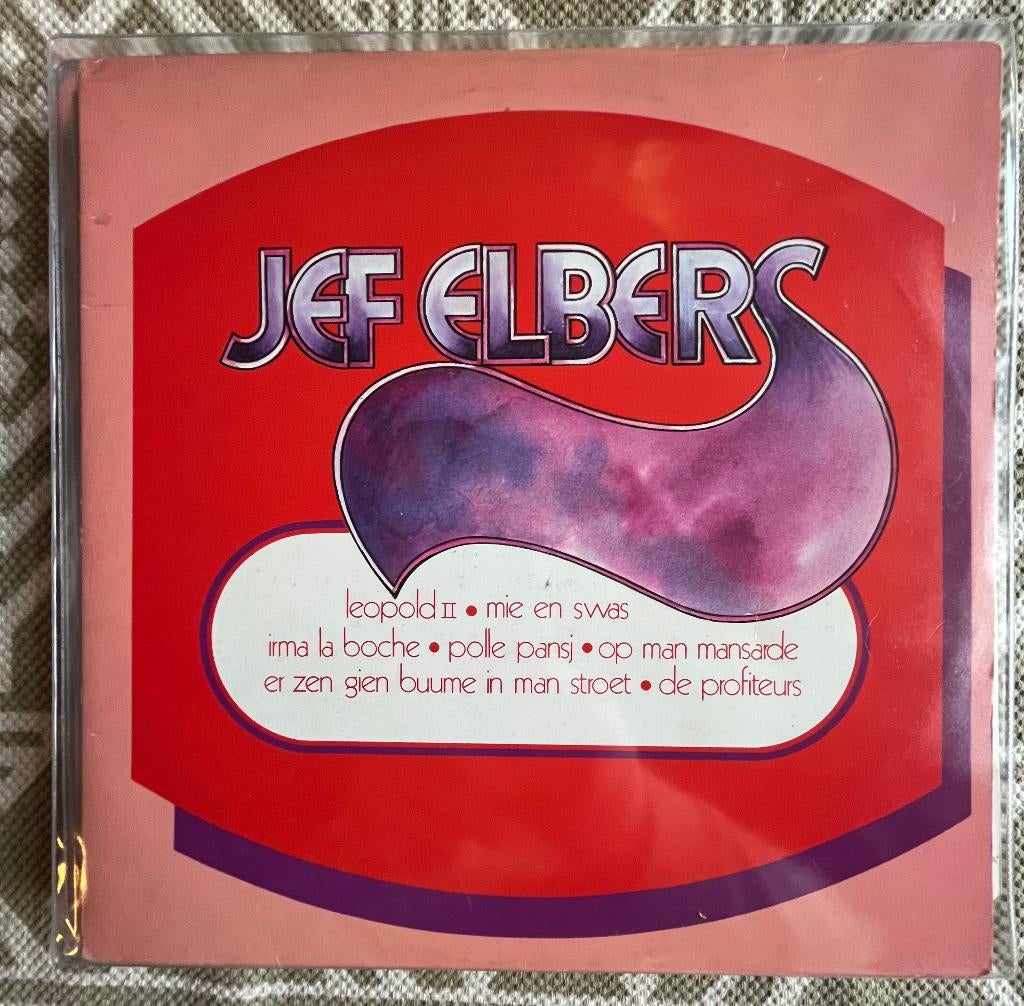 JEF ELBERS
leopold II • mie en swas
irma la boche • polle pansj • op man mansarde
er zen gien buume in man stroet • de profiteurs